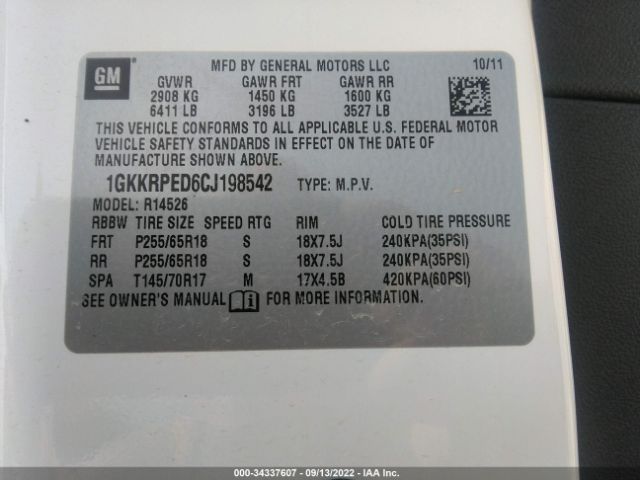 GM
MFD BY GENERAL MOTORS LLC 10/11
GVWR GAWR FRT GAWR RR
2908 KG 1450 KG 1600 KG
6411 LB 3196 LB 3527 LB
THIS VEHICLE CONFORMS TO ALL APPLICABLE U.S. FEDERAL MOTOR
VEHICLE SAFETY STANDARDS IN EFFECT ON THE DATE OF
MANUFACTURE SHOWN ABOVE.
1GKKRPED6CJ198542 TYPE: M.P.V.
MODEL: R14526
RBBW TIRE SIZE SPEED RTG RIM COLD TIRE PRESSURE
FRT P255/65R18 S 18X7.5J 240KPA(35PSI)
RR P255/65R18 S 18X7.5J 240KPA(35PSI)
SPA T145/70R17 M 17X4.5B 420KPA(60PSI)
SEE OWNER'S MANUAL i FOR MORE INFORMATION.
000-34337607 - 09/13/2022 - IAA Inc.